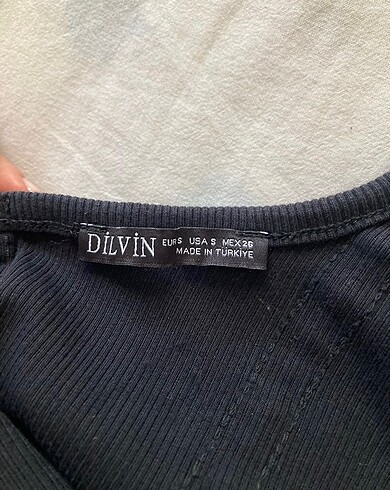 DİLVİN
EUR S USA S MEX 26
MADE IN TÜRKİYE